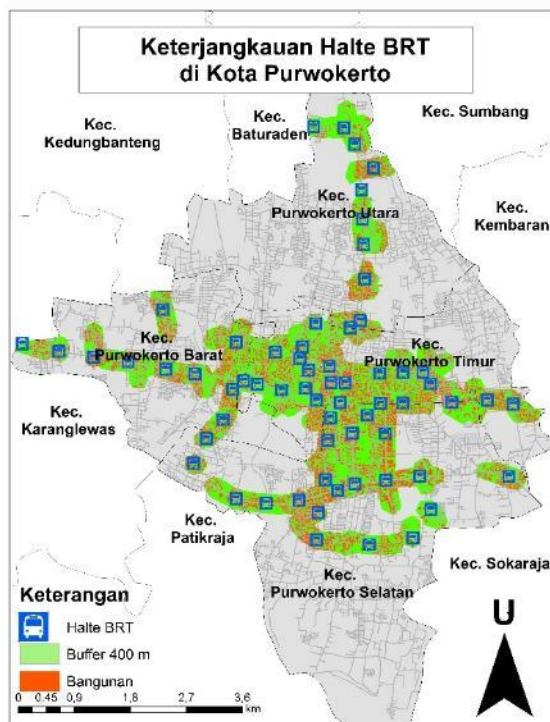 Keterjangkauan Halte BRT
di Kota Purwokerto
Kec.
Kedungbanteng
Kec.
Baturaden
Kec. Sumbang
Kec.
Purwokerto Utara
Kec.
Kembaran
Kec.
Purwokerto Barat
Kec.
Purwokerto Timur
Kec.
Karanglewas
Kec.
Patikraja
Kec. Sokaraja
Kec.
Purwokerto Selatan
Keterangan
Halte BRT
Buffer 400 m
Bangunan
0 0.45 0,9 1,8 2,7 3,6
km
U